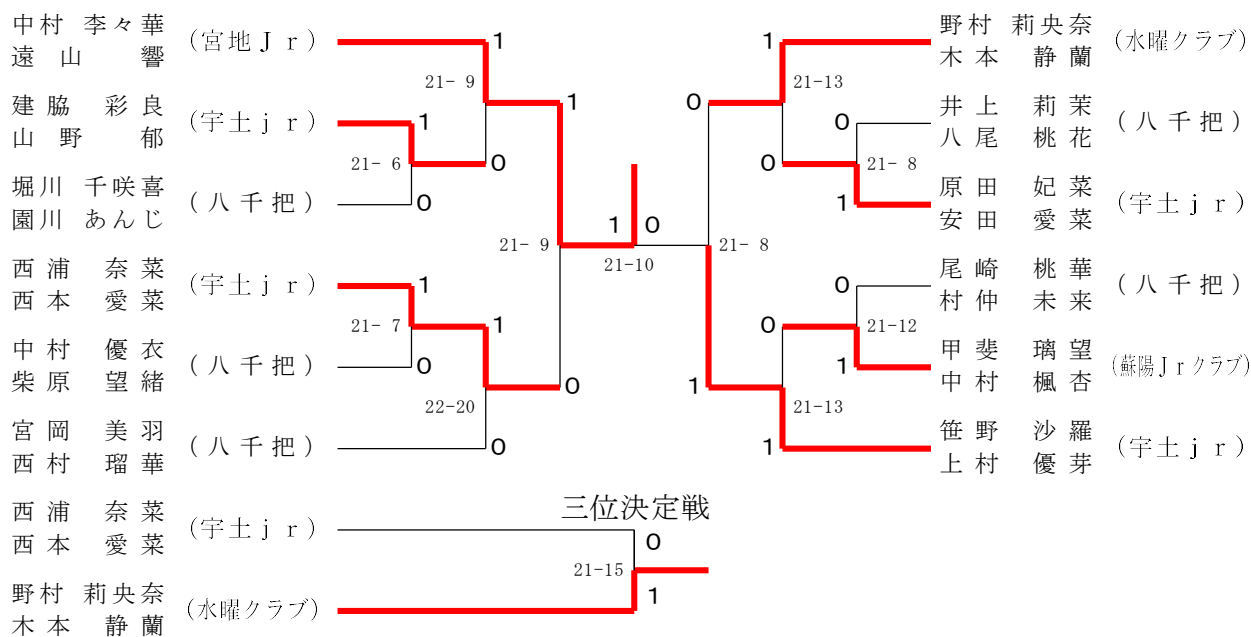 中村 李々華
遠山 響
(宮地Jr)
1
21- 9
建脇 彩良
山野 郁
(宇土jr)
1
21- 6
0
堀川 千咲喜
園川 あんじ
(八千把)
0
1
21- 9
西浦 奈菜
西本 愛菜
(宇土jr)
1
21- 7
1
中村 優衣
柴原 望緒
(八千把)
0
22-20
0
宮岡 美羽
西村 瑠華
(八千把)
0
1 0
21-10
野村 莉央奈
木本 静蘭
(水曜クラブ)
1
21-13
0
井上 莉茉
八尾 桃花
(八千把)
0
21- 8
0
原田 妃菜
安田 愛菜
(宇土jr)
1
21- 8
尾崎 桃華
村仲 未来
(八千把)
0
21-12
0
甲斐 璃望
中村 楓杏
(蘇陽Jrクラブ)
1
1
21-13
笹野 沙羅
上村 優芽
(宇土jr)
1
三位決定戦
西浦 奈菜
西本 愛菜
(宇土jr)
0
21-15
野村 莉央奈
木本 静蘭
(水曜クラブ)
1